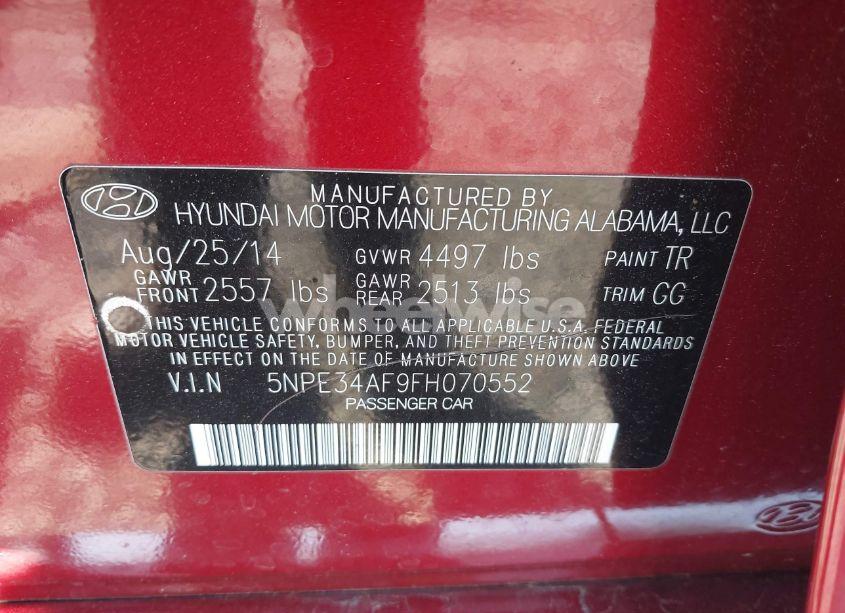 MANUFACTURED BY
HYUNDAI MOTOR MANUFACTURING ALABAMA, LLC
Aug/25/14 GVWR 4497 lbs PAINT TR
GAWR FRONT 2557 lbs GAWR REAR 2513 lbs TRIM GG
wheelwise
THIS VEHICLE CONFORMS TO ALL APPLICABLE U.S.A. FEDERAL
MOTOR VEHICLE SAFETY, BUMPER, AND THEFT PREVENTION STANDARDS
IN EFFECT ON THE DATE OF MANUFACTURE SHOWN ABOVE
V.I.N 5NPE34AF9FH070552
PASSENGER CAR